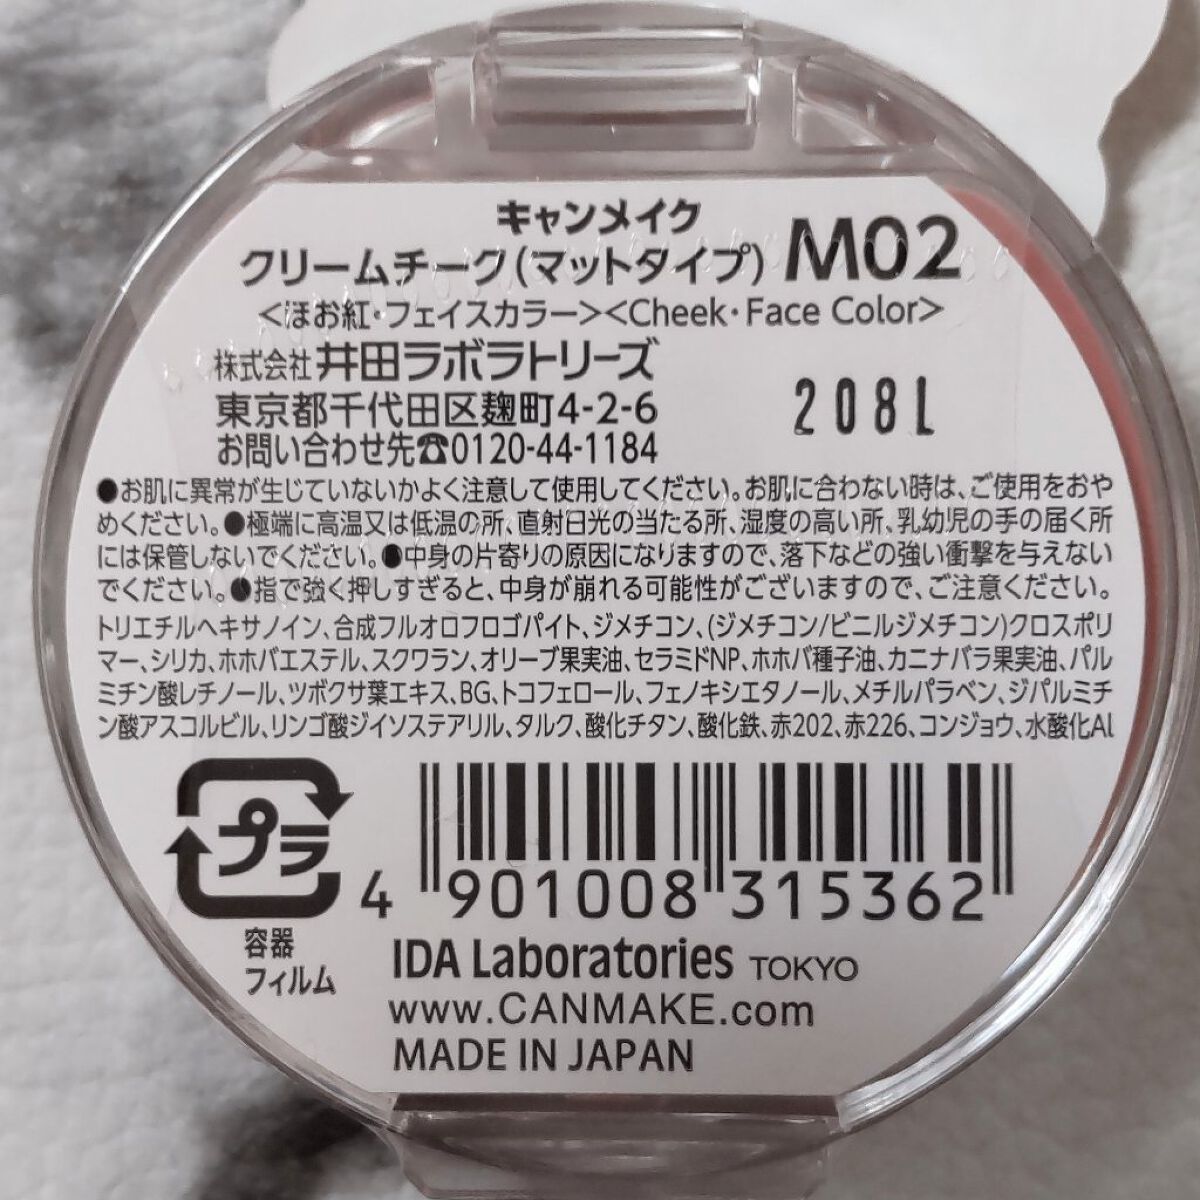 キャンメイク
クリームチーク(マットタイプ) M02
<ほお紅・フェイスカラー><Cheek・Face Color>
株式会社 井田ラボラトリーズ
東京都千代田区麹町4-2-6
お問い合わせ先☎0120-44-1184
208L
●お肌に異常が生じていないかよく注意して使用してください。お肌に合わない時は、ご使用をおや
めください。●極端に高温又は低温の所、直射日光の当たる所、湿度の高い所、乳幼児の手の届く所
には保管しないでください。●中身の片寄りの原因になりますので、落下などの強い衝撃を与えない
でください。●指で強く押しすぎると、中身が崩れる可能性がございますので、ご注意ください。
トリエチルヘキサノイン、合成フルオロフロゴパイト、ジメチコン、(ジメチコン/ビニルジメチコン)クロスポリ
マー、シリカ、ホホバエステル、スクワラン、オリーブ果実油、セラミドNP、ホホバ種子油、カニナバラ果実油、パル
ミチン酸レチノール、ツボクサ葉エキス、BG、トコフェロール、フェノキシエタノール、メチルパラベン、ジパルミチ
ン酸アスコルビル、リンゴ酸ジイソステアリル、タルク、酸化チタン、酸化鉄、赤202、赤226、コンジョウ、水酸化Al
プラ
容器
フィルム
4 901008 315362
IDA Laboratories TOKYO
www.CANMAKE.com
MADE IN JAPAN